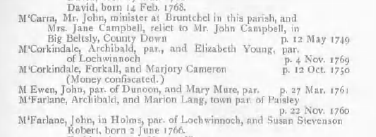 David, born 14 Feb. 1768.
M'Carra, Mr. John, minister at Bruntchel in this parish, and
Mrs. Jane Campbell, relict to Mr. John Campbell, in
Big Beltsly, County Down p. 12 May 1749
M'Corkindale, Archibald, par., and Elizabeth Young, par.
of Lochwinnoch p. 4 Nov. 1769
M'Corkindale, Forkall, and Marjory Cameron p. 12 Oct. 1750
(Money confiscated.)
M Ewen, John, par. of Dunoon, and Mary Mure, par. p. 27 Mar. 1761
M'Farlane, Archibald, and Marion Lang, town par. of Paisley
p. 22 Nov. 1760
M'Farlane, John, in Holms, par. of Lochwinnoch, and Susan Stevenson
Robert, born 2 June 1766.